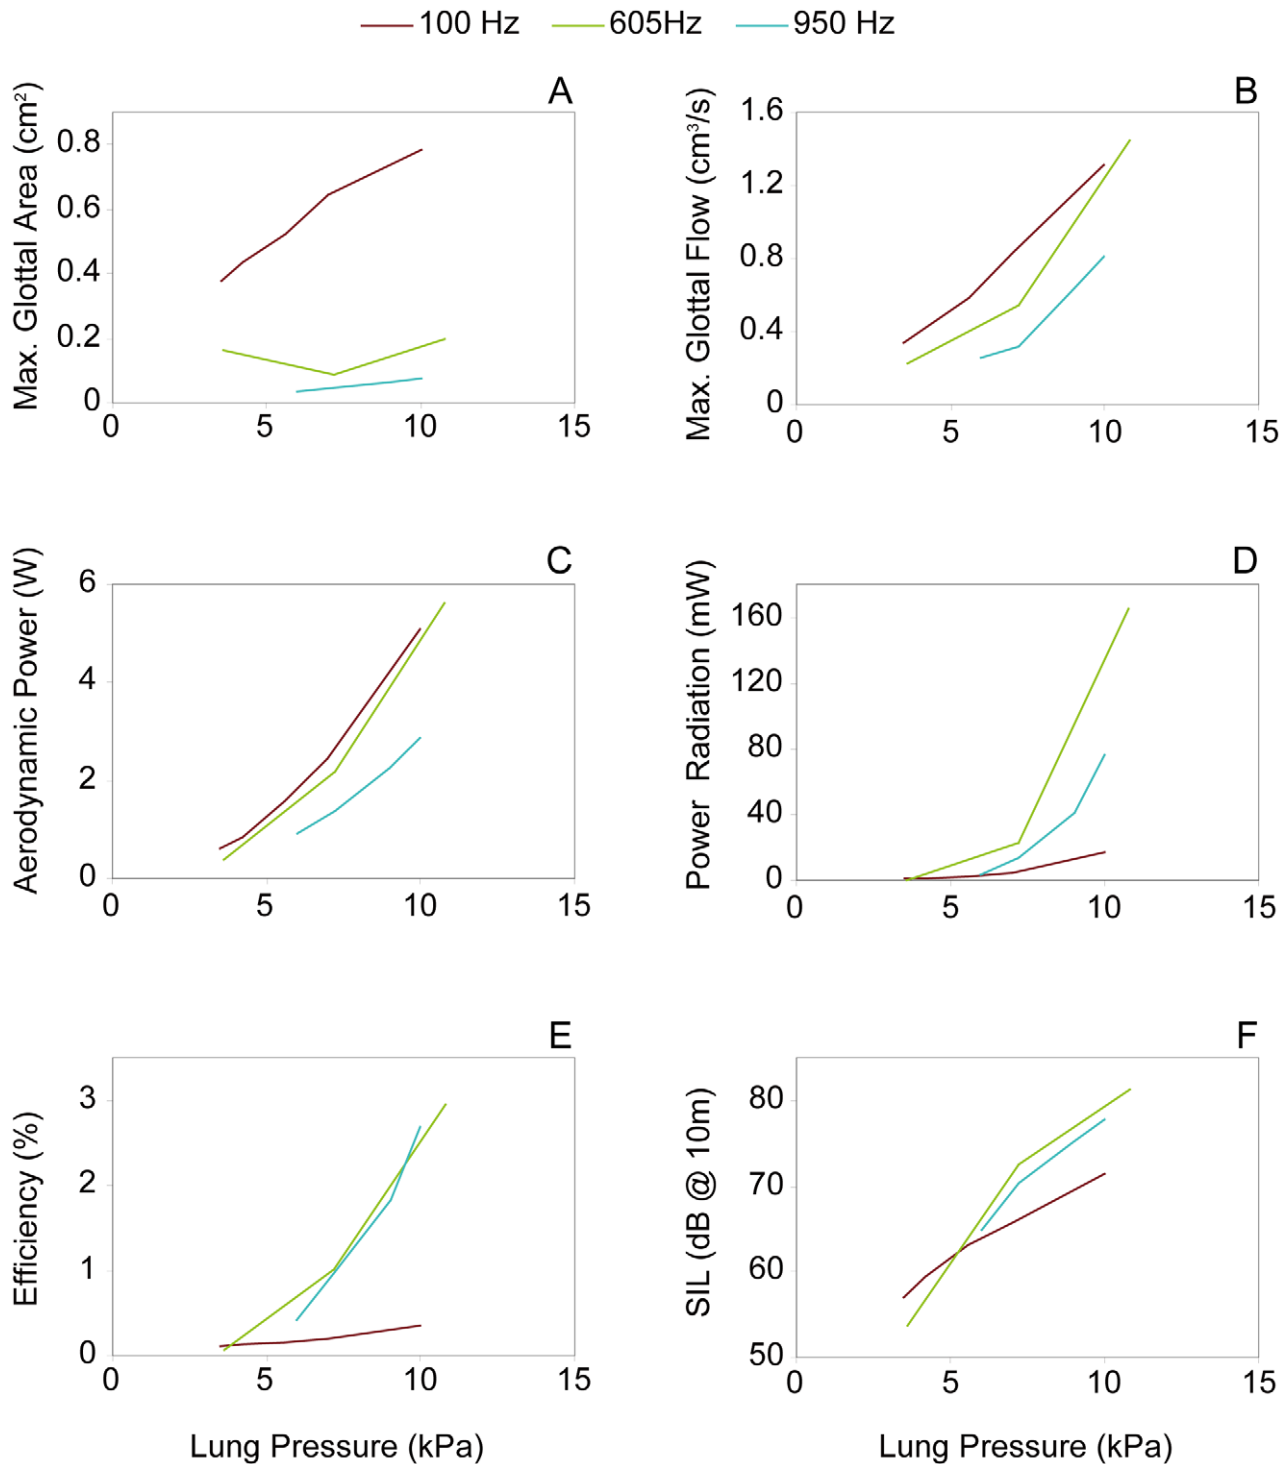 100 Hz 605Hz 950 Hz
A
Max. Glottal Area (cm²)
0.8
0.6
0.4
0.2
0
0 5 10 15
B
Max. Glottal Flow (cm³/s)
1.6
1.2
0.8
0.4
0
0 5 10 15
C
Aerodynamic Power (W)
6
4
2
0
0 5 10 15
D
Power Radiation (mW)
160
120
80
40
0
0 5 10 15
E
Efficiency (%)
3
2
1
0
0 5 10 15
Lung Pressure (kPa)
F
SIL (dB @ 10m)
80
70
60
50
0 5 10 15
Lung Pressure (kPa)